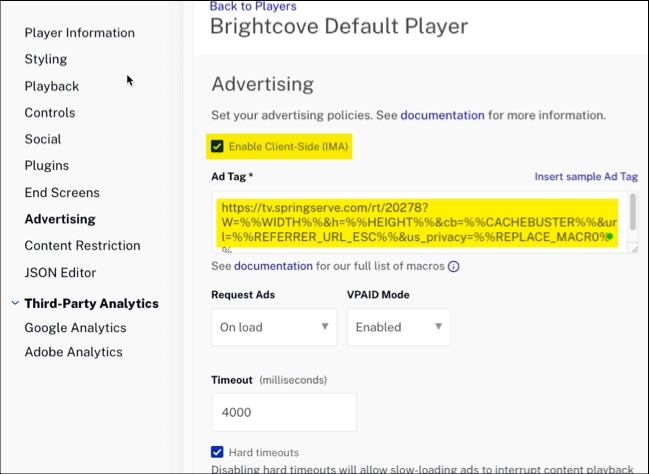 Back to Players
Brightcove Default Player
Player Information
Styling
Playback
Controls
Social
Plugins
End Screens
Advertising
Content Restriction
JSON Editor
Third-Party Analytics
Google Analytics
Adobe Analytics
Advertising
Set your advertising policies. See documentation for more information.
Enable Client-Side (IMA)
Ad Tag *
Insert sample Ad Tag
https://tv.springserve.com/rt/20278?
W=%%WIDTH%%&h=%%HEIGHT%%&cb=%%CACHEBUSTER%%&ur
l=%%REFERRER_URL_ESC%%&us_privacy=%%REPLACE_MACRO%
%
See documentation for our full list of macros
Request Ads
VPAID Mode
On load
Enabled
Timeout (milliseconds)
4000
Hard timeouts
Disabling hard timeouts will allow slow-loading ads to interrupt content playback